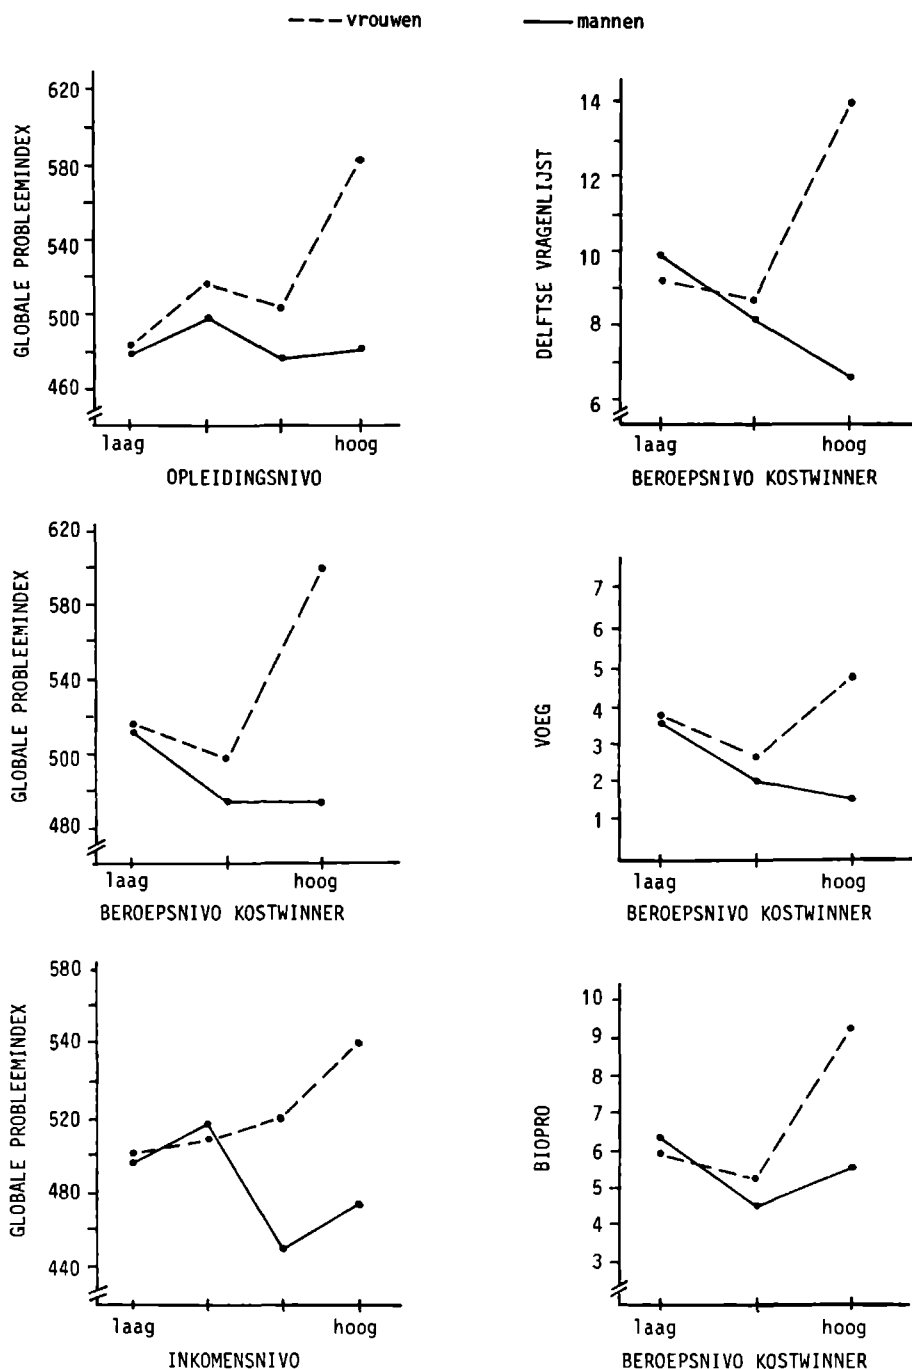 vrouwen mannen
GLOBALE PROBLEEMINDEX
620
580
540
500
460
laag hoog
OPLEIDINGSNIVO
DELFTSE VRAGENLIJST
14
12
10
8
6
laag hoog
BEROEPSNIVO KOSTWINNER
GLOBALE PROBLEEMINDEX
620
580
540
500
480
laag hoog
BEROEPSNIVO KOSTWINNER
VOEG
7
6
5
4
3
2
1
laag hoog
BEROEPSNIVO KOSTWINNER
GLOBALE PROBLEEMINDEX
580
540
520
480
440
laag hoog
INKOMENSNIVO
BIOPRO
10
9
8
7
6
5
4
3
laag hoog
BEROEPSNIVO KOSTWINNER